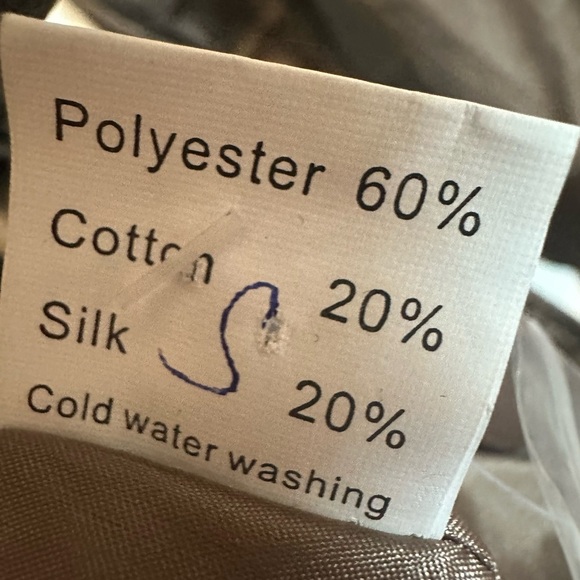 Polyester 60%
Cotton 20%
Silk 20%
S
Cold water washing